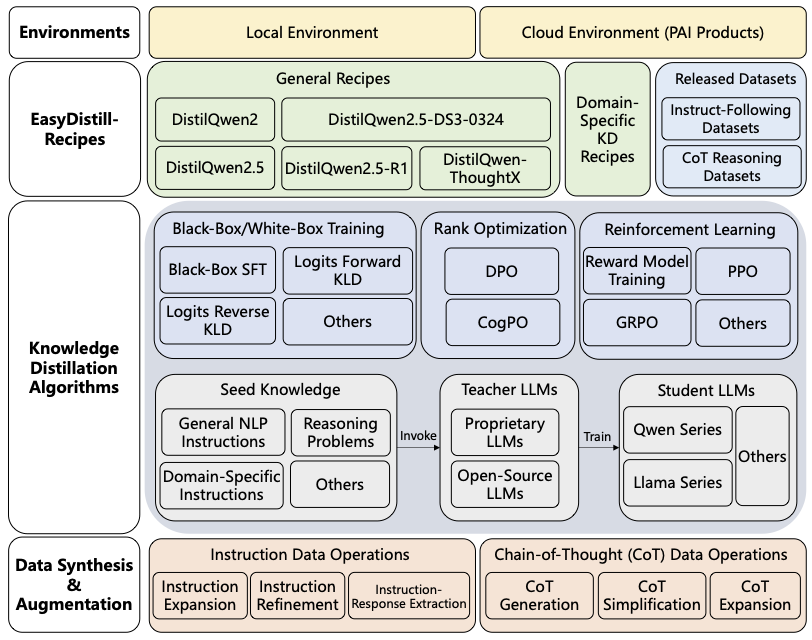 Environments
Local Environment
Cloud Environment (PAI Products)
EasyDistill-
Recipes
General Recipes
DistilQwen2
DistilQwen2.5-DS3-0324
DistilQwen2.5
DistilQwen2.5-R1
DistilQwen-
ThoughtX
Domain-
Specific
KD
Recipes
Released Datasets
Instruct-Following
Datasets
CoT Reasoning
Datasets
Knowledge
Distillation
Algorithms
Black-Box/White-Box Training
Black-Box SFT
Logits Forward
KLD
Logits Reverse
KLD
Others
Rank Optimization
DPO
CogPO
Reinforcement Learning
Reward Model
Training
PPO
GRPO
Others
Seed Knowledge
General NLP
Instructions
Reasoning
Problems
Domain-Specific
Instructions
Others
Invoke
Teacher LLMs
Proprietary
LLMs
Open-Source
LLMs
Train
Student LLMs
Qwen Series
Llama Series
Others
Data Synthesis
&
Augmentation
Instruction Data Operations
Instruction
Expansion
Instruction
Refinement
Instruction-
Response Extraction
Chain-of-Thought (CoT) Data Operations
CoT
Generation
CoT
Simplification
CoT
Expansion